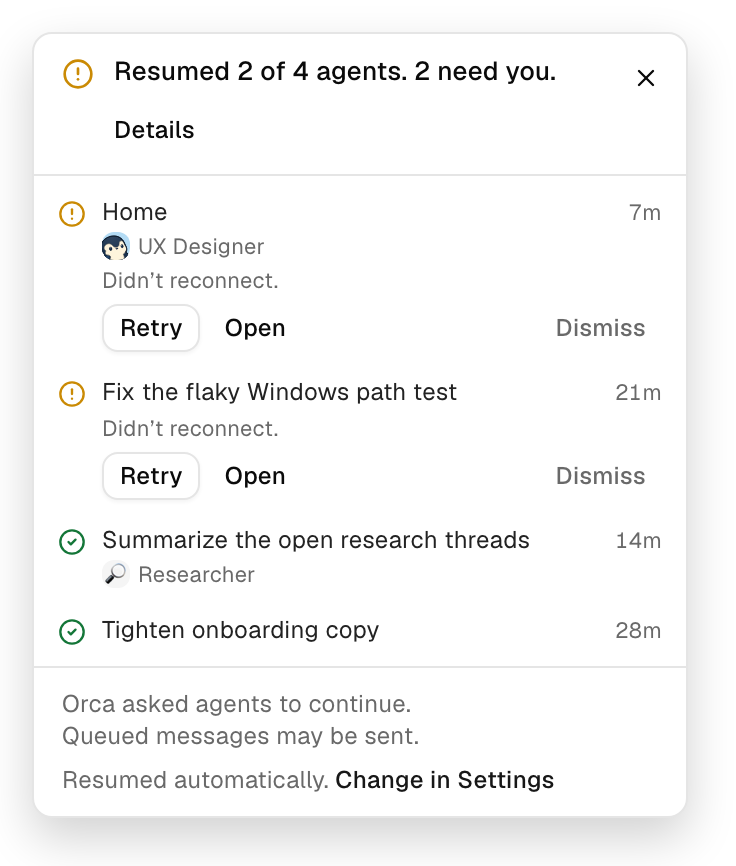 Resumed 2 of 4 agents. 2 need you.
Details
Home 7m
UX Designer
Didn’t reconnect.
Retry Open Dismiss
Fix the flaky Windows path test 21m
Didn’t reconnect.
Retry Open Dismiss
Summarize the open research threads 14m
Researcher
Tighten onboarding copy 28m
Orca asked agents to continue.
Queued messages may be sent.
Resumed automatically. Change in Settings